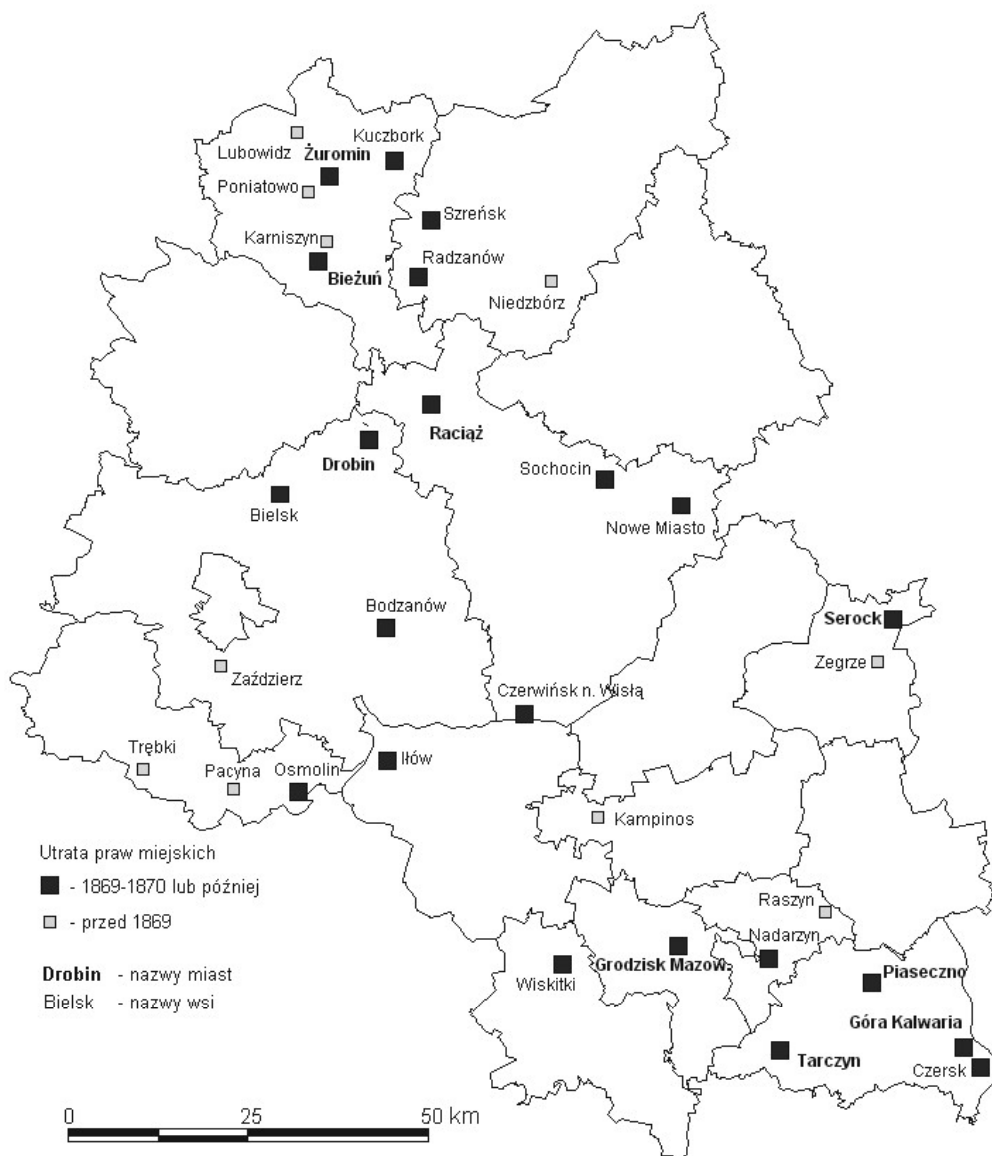 Kuczbork
Lubowidz
Żuromin
Poniatowo
Szreńsk
Karniszyn
Radzanów
Bieżuń
Niedzbórz
Raciąż
Drobin
Sochocin
Bielsk
Nowe Miasto
Bodzanów
Serock
Zegrze
Zaździerz
Czerwińsk n. Wisłą
Trębki
Pacyna
Osmolin
Iłów
Kampinos
Utrata praw miejskich
- 1869-1870 lub później
- przed 1869
Drobin - nazwy miast
Bielsk - nazwy wsi
Raszyn
Nadarzyn
Wiskitki
Grodzisk Mazow.
Piaseczno
Góra Kalwaria
Tarczyn
Czersk
0 25 50 km